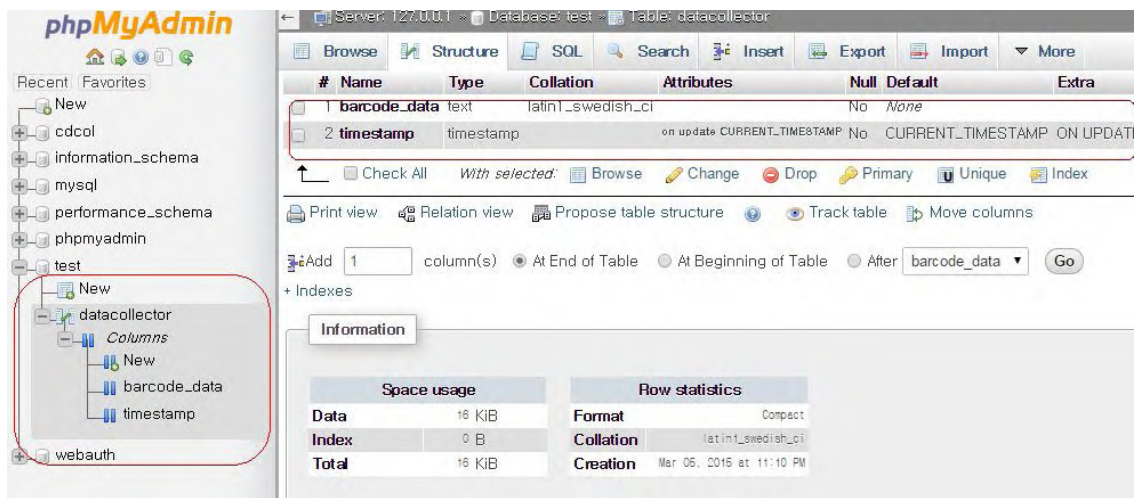 phpMyAdmin
Recent Favorites
New
cdcol
information_schema
mysql
performance_schema
phpmyadmin
test
New
datacollector
Columns
New
barcode_data
timestamp
webauth
← Server: 127.0.0.1 » Database: test » Table: datacollector
Browse Structure SQL Search Insert Export Import More
# Name Type Collation Attributes Null Default Extra
1 barcode_data text latin1_swedish_ci No None
2 timestamp timestamp on update CURRENT_TIMESTAMP No CURRENT_TIMESTAMP ON UPDAT
Check All With selected: Browse Change Drop Primary Unique Index
Print view Relation view Propose table structure Track table Move columns
Add 1 column(s) At End of Table At Beginning of Table After barcode_data Go
+ Indexes
Information
Space usage
Data 16 KiB
Index 0 B
Total 16 KiB
Row statistics
Format Compact
Collation latin1_swedish_ci
Creation Mar 05, 2015 at 11:10 PM